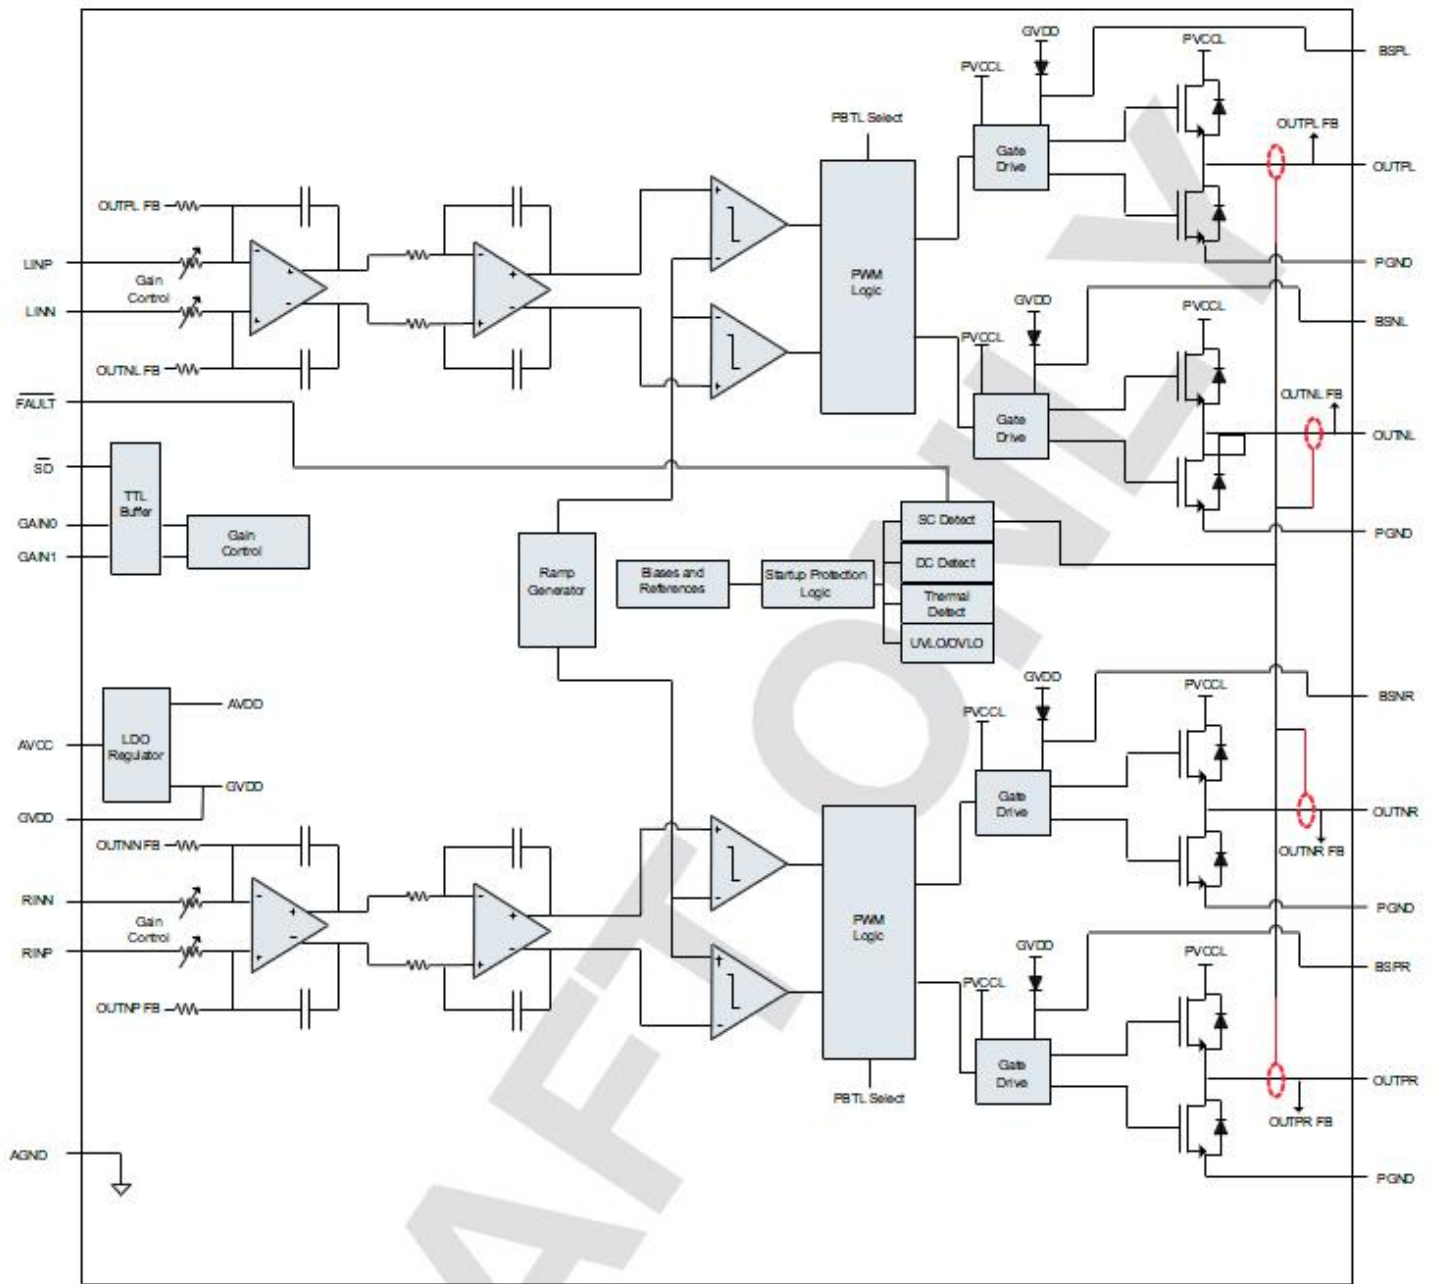 GVDD
PVCCL
BSPL
PVCCL
PBTL Select
OUTPL FB
Gate
Drive
OUTPL
OUTPL FB
LINP
Gain
Control
LINN
OUTNL FB
PWM
Logic
PGND
GVDD
PVCCL
BSNL
PVCCL
OUTNL FB
Gate
Drive
OUTNL
FAULT
SD
TTL
Buffer
GAIN0
GAIN1
Gain
Control
SC Detect
PGND
DC Detect
Ramp
Generator
Biases and
References
Startup Protection
Logic
Thermal
Detect
UVLO/OVLO
GVDD
PVCCL
BSNR
PVCCL
AVDD
AVCC
LDO
Regulator
GVDD
GVDD
Gate
Drive
OUTNR
OUTNR FB
OUTNN FB
RINN
Gain
Control
RINP
OUTNP FB
PWM
Logic
PGND
GVDD
PVCCL
BSPR
PVCCL
Gate
Drive
OUTPR
OUTPR FB
PBTL Select
AGND
PGND
AFT ONLY